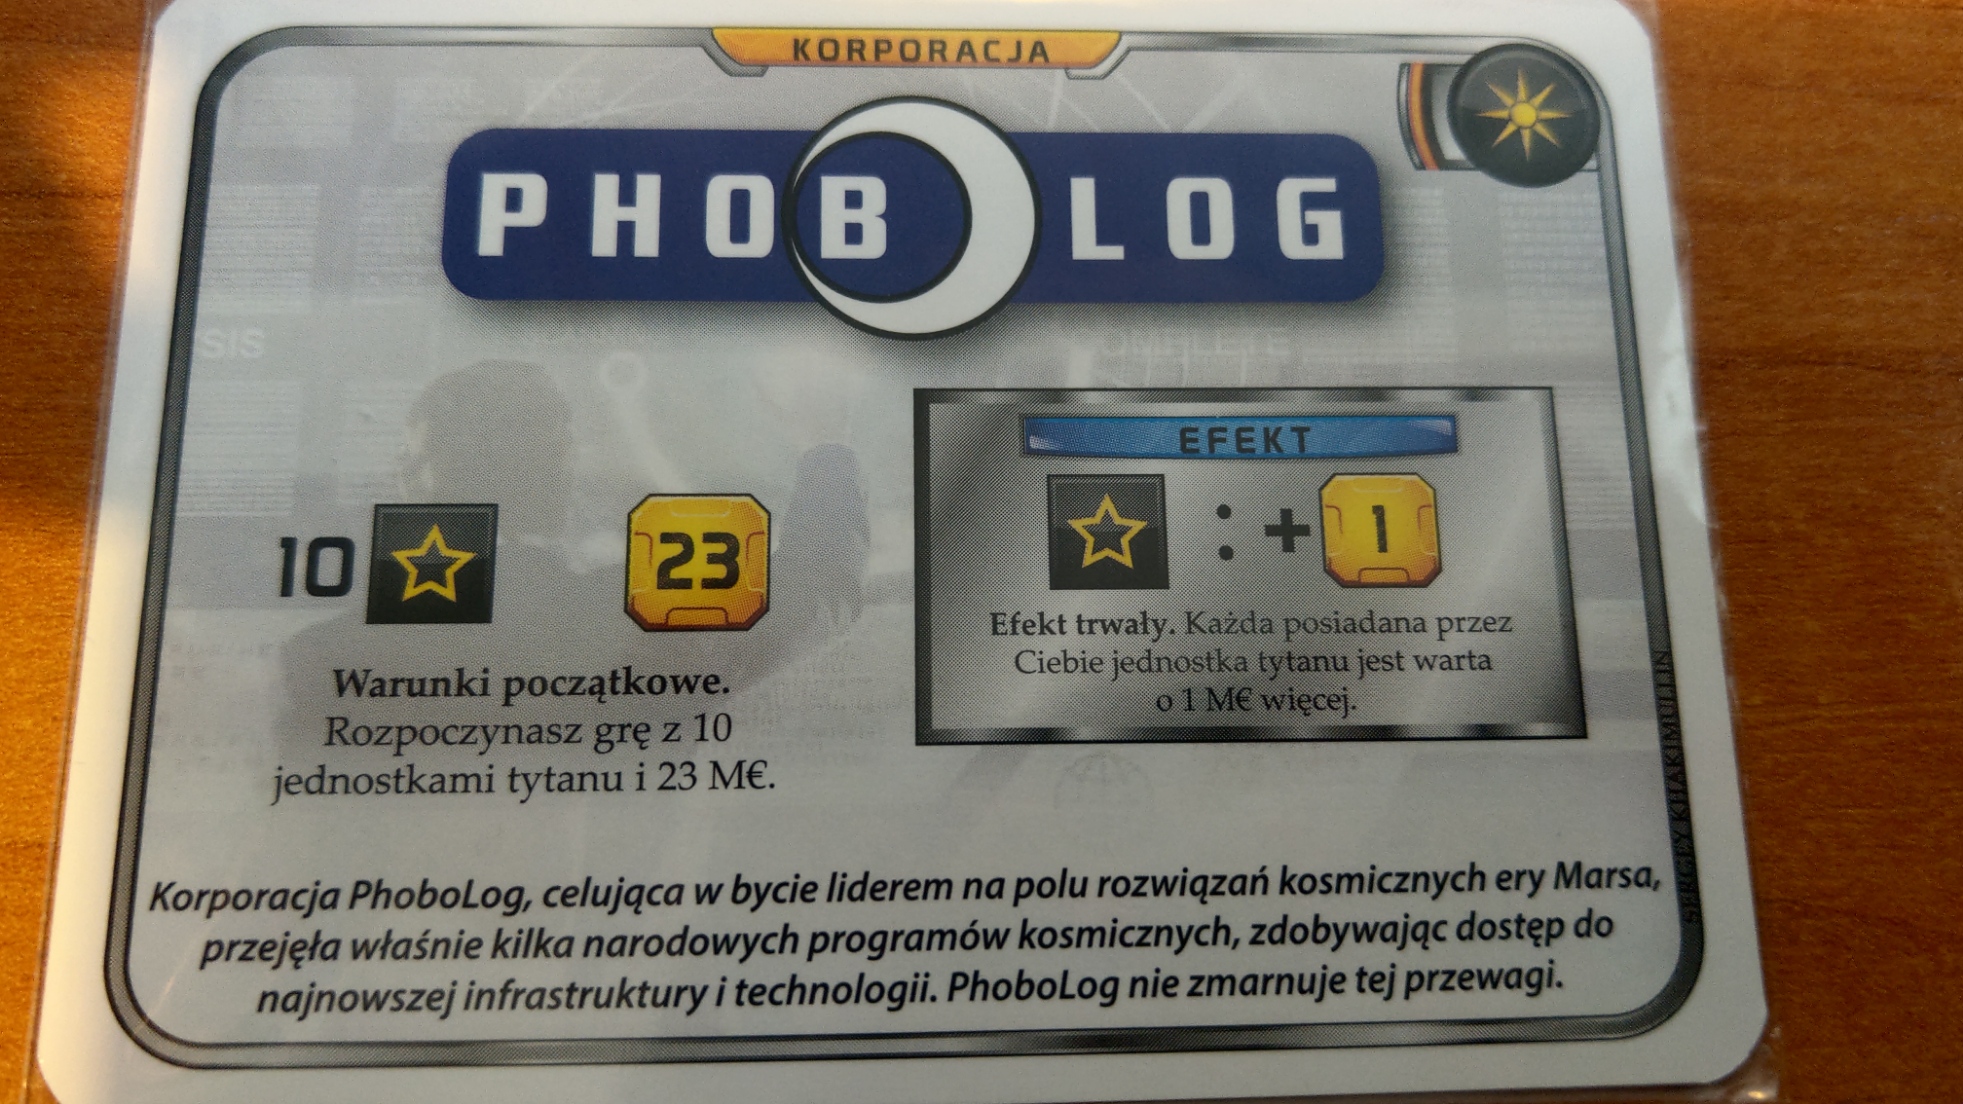 KORPORACJA
PHOBOLOG
10
23
Warunki początkowe.
Rozpoczynasz grę z 10
jednostkami tytanu i 23 M€.
EFEKT
: + 1
Efekt trwały. Każda posiadana przez
Ciebie jednostka tytanu jest warta
o 1 M€ więcej.
Korporacja PhoboLog, celująca w bycie liderem na polu rozwiązań kosmicznych ery Marsa,
przejęła właśnie kilka narodowych programów kosmicznych, zdobywając dostęp do
najnowszej infrastruktury i technologii. PhoboLog nie zmarnuje tej przewagi.
SERGEY KHAKIMULLIN
SIS